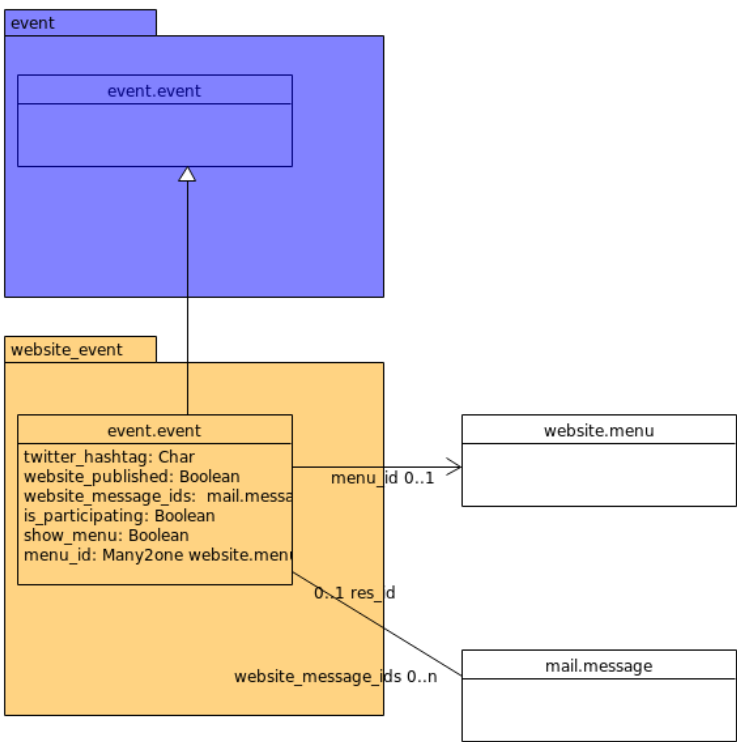 event
event.event
website_event
event.event
twitter_hashtag: Char
website_published: Boolean
website_message_ids:  mail.messa
is_participating: Boolean
show_menu: Boolean
menu_id: Many2one website.menu
website.menu
menu_id 0..1
0..1 res_id
website_message_ids 0..n
mail.message